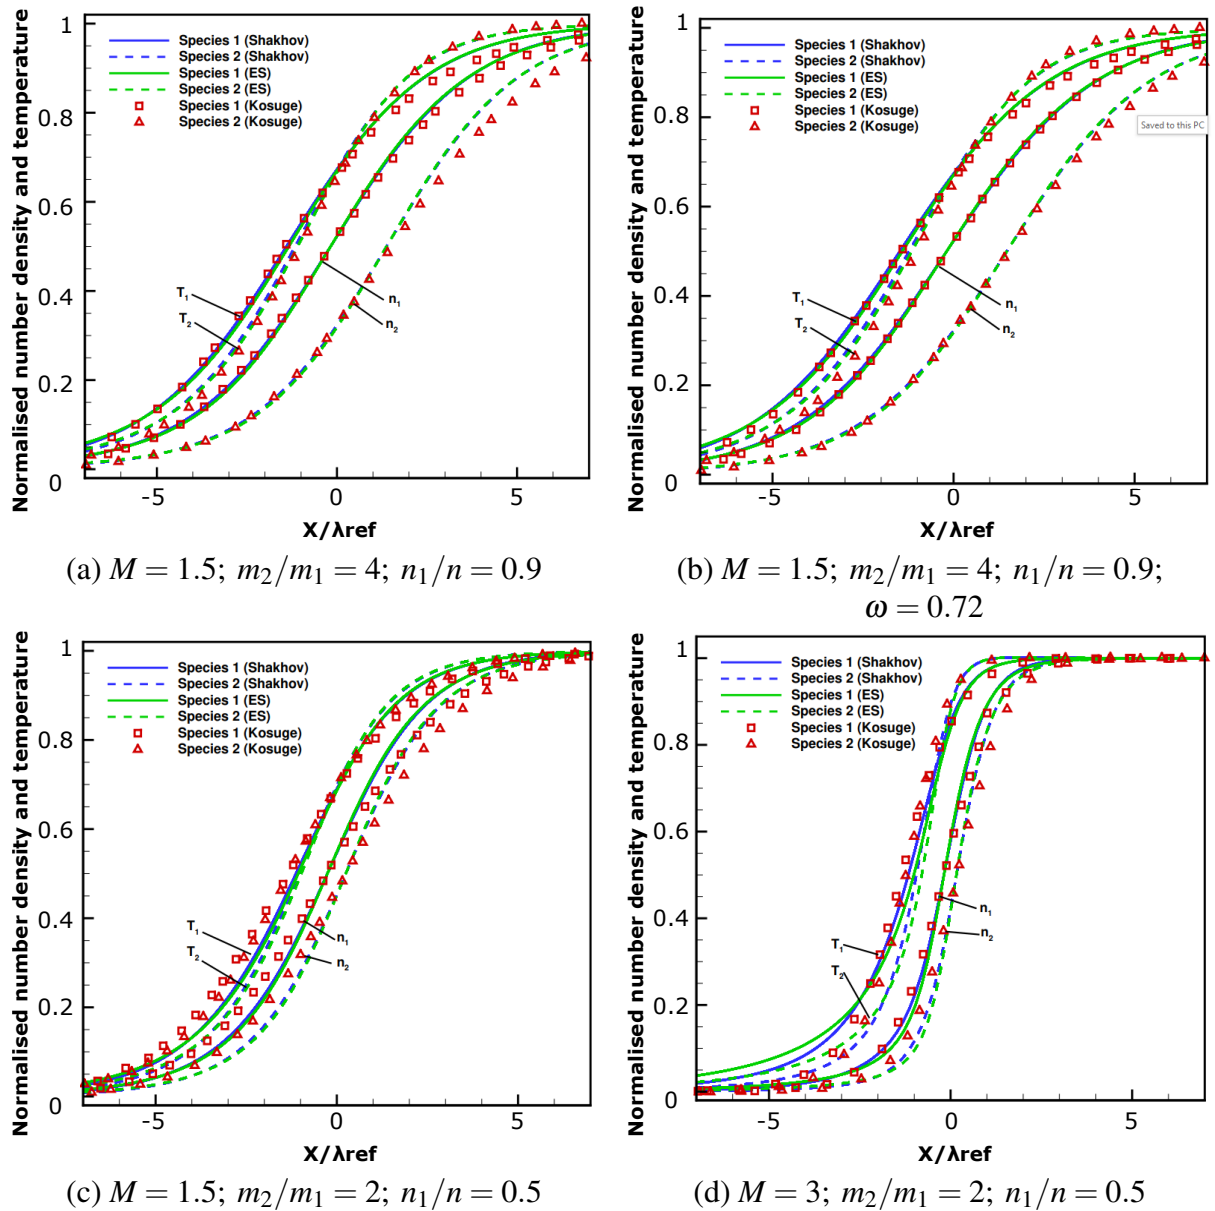 Normalised number density and temperature
1
0.8
0.6
0.4
0.2
0
Species 1 (Shakhov)
Species 2 (Shakhov)
Species 1 (ES)
Species 2 (ES)
Species 1 (Kosuge)
Species 2 (Kosuge)
T1
T2
n1
n2
-5 0 5
X/λref
(a) M = 1.5; m2/m1 = 4; n1/n = 0.9
Normalised number density and temperature
1
0.8
0.6
0.4
0.2
0
Species 1 (Shakhov)
Species 2 (Shakhov)
Species 1 (ES)
Species 2 (ES)
Species 1 (Kosuge)
Species 2 (Kosuge)
Saved to this PC
T1
T2
n1
n2
-5 0 5
X/λref
(b) M = 1.5; m2/m1 = 4; n1/n = 0.9;
ω = 0.72
Normalised number density and temperature
1
0.8
0.6
0.4
0.2
0
Species 1 (Shakhov)
Species 2 (Shakhov)
Species 1 (ES)
Species 2 (ES)
Species 1 (Kosuge)
Species 2 (Kosuge)
T1
T2
n1
n2
-5 0 5
X/λref
(c) M = 1.5; m2/m1 = 2; n1/n = 0.5
Normalised number density and temperature
1
0.8
0.6
0.4
0.2
0
Species 1 (Shakhov)
Species 2 (Shakhov)
Species 1 (ES)
Species 2 (ES)
Species 1 (Kosuge)
Species 2 (Kosuge)
T1
T2
n1
n2
-5 0 5
X/λref
(d) M = 3; m2/m1 = 2; n1/n = 0.5